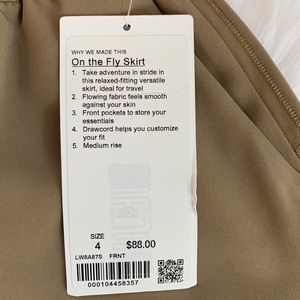 WHY WE MADE THIS
On the Fly Skirt
1. Take adventure in stride in
this relaxed-fitting versatile
skirt, ideal for travel
2. Flowing fabric feels smooth
against your skin
3. Front pockets to store your
essentials
4. Drawcord helps you customize
your fit
5. Medium rise
SIZE
4 $88.00
LW8A87S FRNT
000104458357